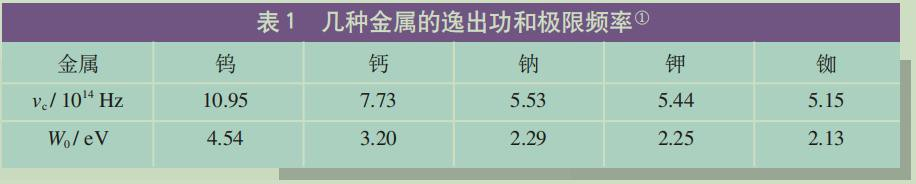 表1 几种金属的逸出功和极限频率①
金属 钨 钙 钠 钾 铷
νc/ 10¹⁴ Hz 10.95 7.73 5.53 5.44 5.15
W₀/ eV 4.54 3.20 2.29 2.25 2.13